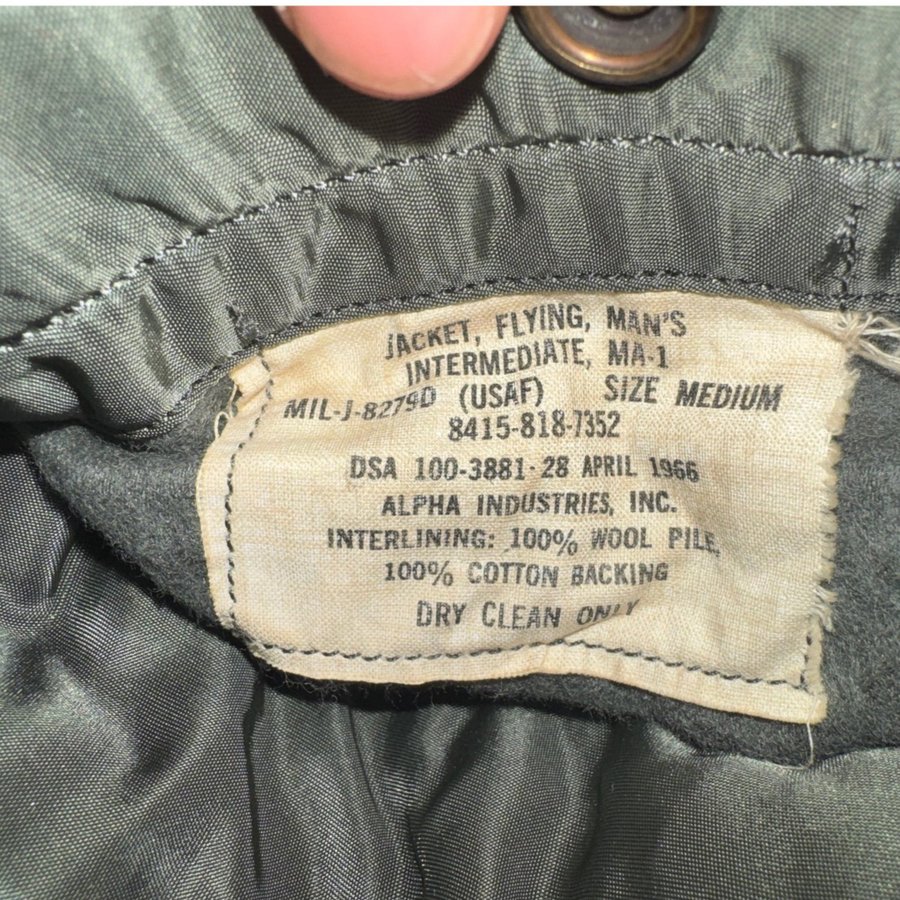 JACKET, FLYING, MAN'S
INTERMEDIATE, MA-1
MIL-J-8279D (USAF) SIZE MEDIUM
8415-818-7352
DSA 100-3881·28 APRIL 1966
ALPHA INDUSTRIES, INC.
INTERLINING: 100% WOOL PILE,
100% COTTON BACKING
DRY CLEAN ONLY